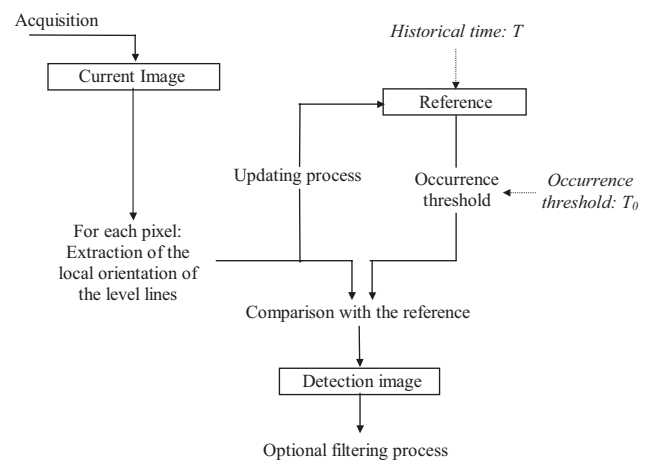 Acquisition
Historical time: T
Current Image
Reference
Updating process
Occurrence
threshold
Occurrence
threshold: T0
For each pixel:
Extraction of the
local orientation of
the level lines
Comparison with the reference
Detection image
Optional filtering process